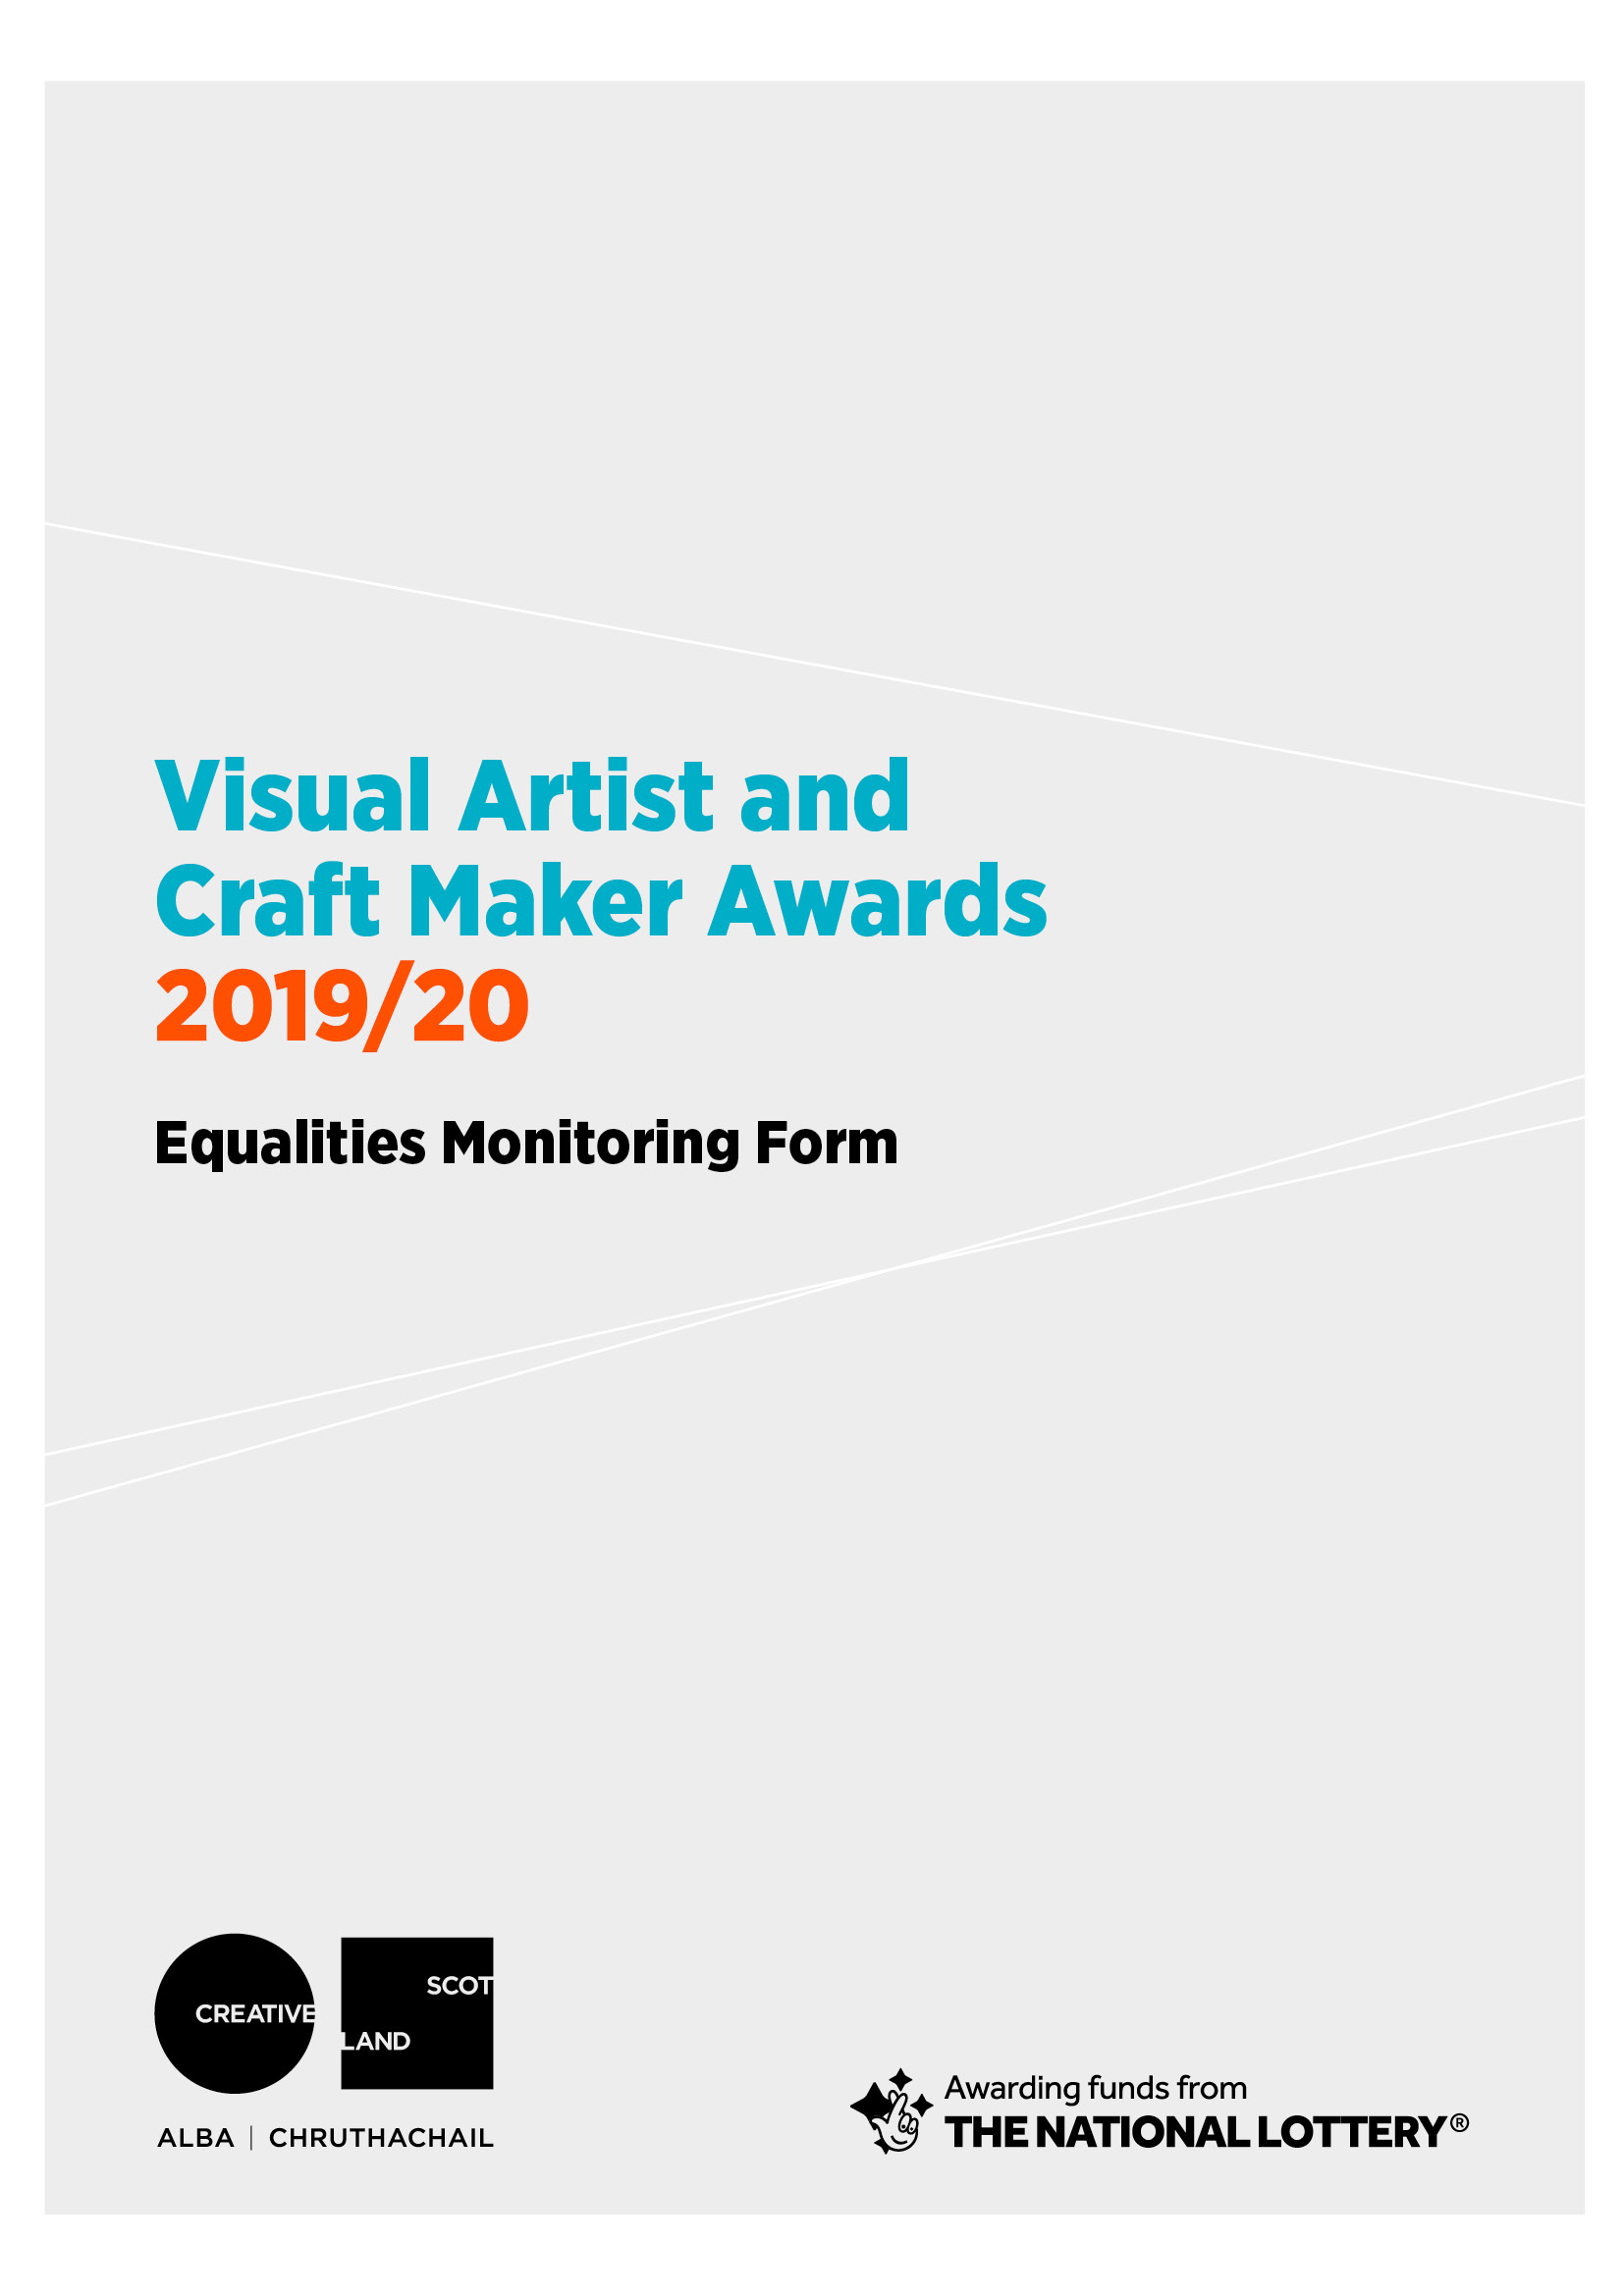 Visual Artist and
Craft Maker Awards
2019/20
Equalities Monitoring Form
CREATIVE
SCOT
LAND
ALBA | CHRUTHACHAIL
Awarding funds from
THE NATIONAL LOTTERY®